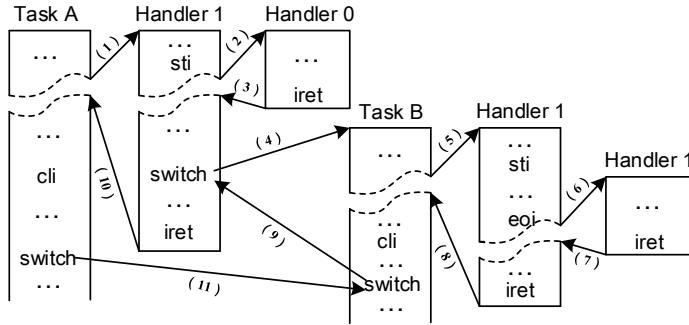 Task A
Handler 1
Handler 0
...
...
sti
...
iret
(1)
(2)
(3)
...
cli
...
switch
...
...
switch
...
iret
(10)
(4)
(9)
(11)
Task B
Handler 1
Handler 1
...
...
sti
...
eoi
...
iret
...
iret
(5)
(6)
(7)
(8)
...
cli
...
switch
...